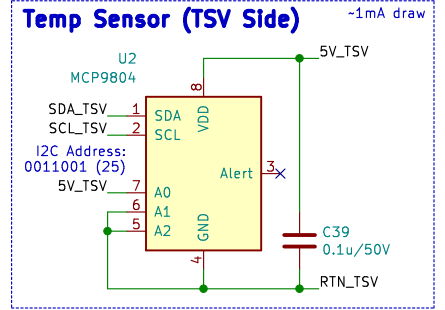 Temp Sensor (TSV Side)
~1mA draw
U2
MCP9804
5V_TSV
8
VDD
SDA_TSV
1
SDA
SCL_TSV
2
SCL
I2C Address:
0011001 (25)
Alert
3
5V_TSV
7
A0
6
A1
5
A2
GND
4
C39
0.1u/50V
RTN_TSV